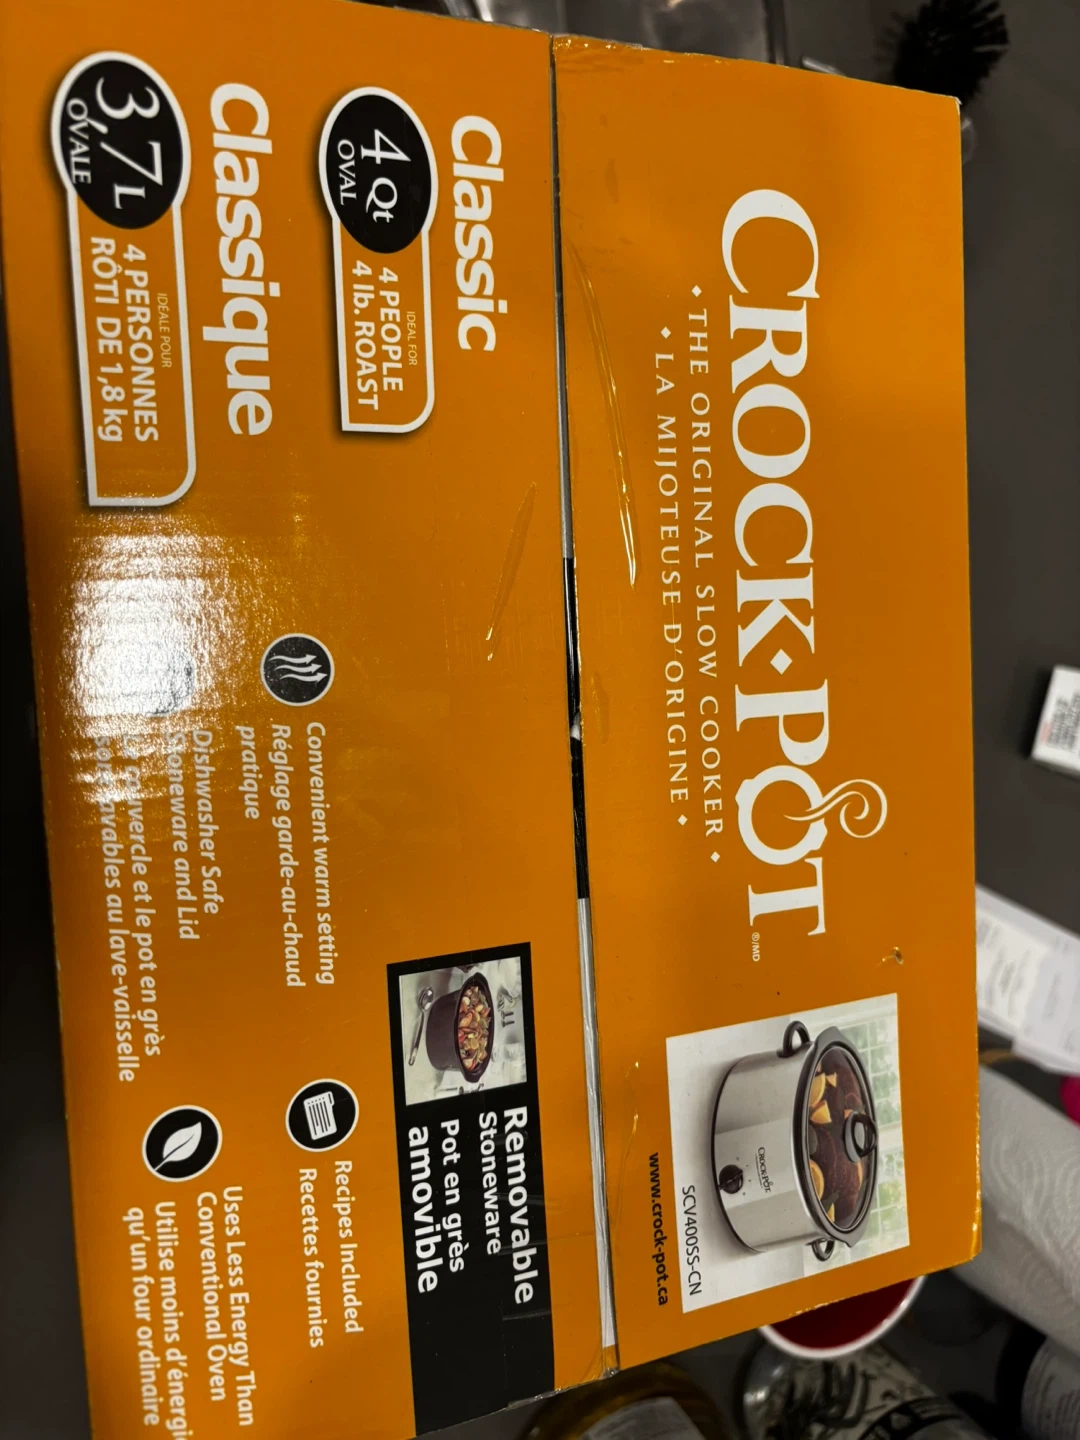 CROCK•POT ®/MD
• THE ORIGINAL SLOW COOKER •
• LA MIJOTEUSE D'ORIGINE •
CROCK•POT
SCV400SS-CN
www.crock-pot.ca
Classic
4 Qt
OVAL
IDEAL FOR
4 PEOPLE
4 lb. ROAST
Classique
3,7 L
OVALE
IDÉALE POUR
4 PERSONNES
RÔTI DE 1,8 kg
Removable
Stoneware
Pot en grès
amovible
Convenient warm setting
Réglage garde-au-chaud
pratique
Dishwasher Safe
Stoneware and Lid
couvercle et le pot en grès
lavables au lave-vaisselle
Recipes Included
Recettes fournies
Uses Less Energy Than
Conventional Oven
Utilise moins d'énergi
qu'un four ordinaire